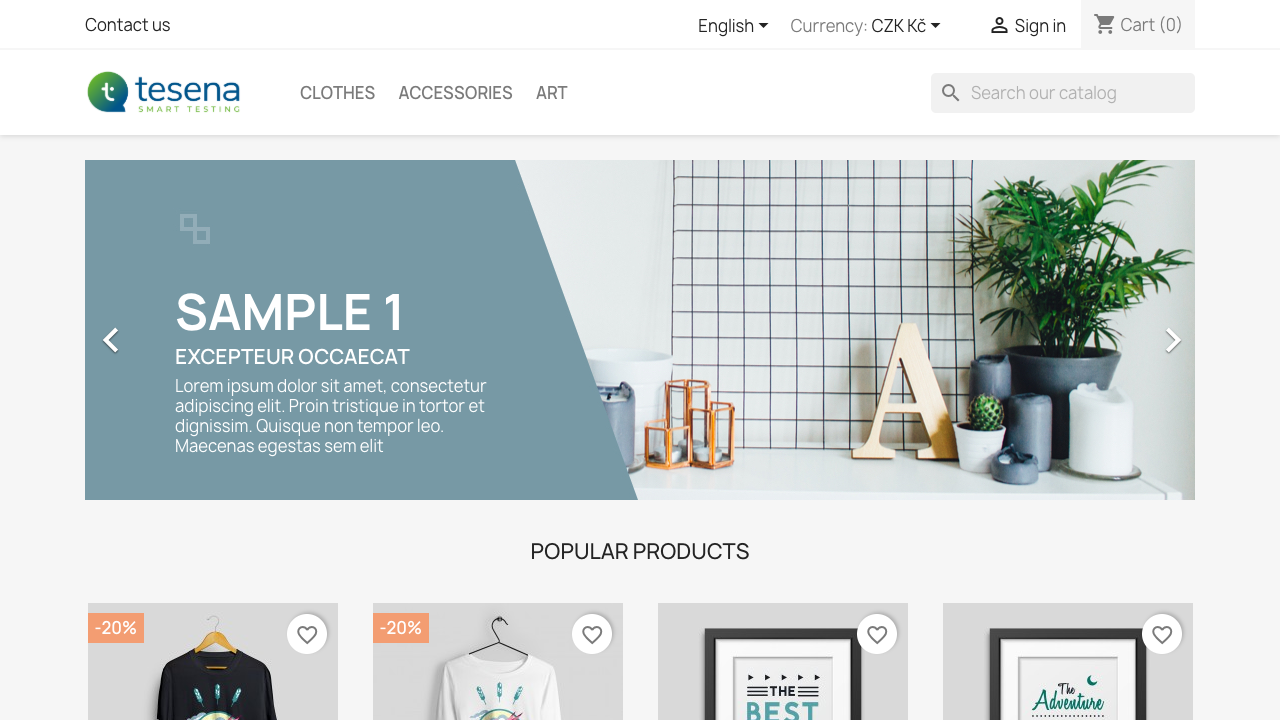 Contact us
English
Currency: CZK Kč
Sign in
Cart (0)
tesena
SMART TESTING
CLOTHES
ACCESSORIES
ART
Search our catalog
SAMPLE 1
EXCEPTEUR OCCAECAT
Lorem ipsum dolor sit amet, consectetur
adipiscing elit. Proin tristique in tortor et
dignissim. Quisque non tempor leo.
Maecenas egestas sem elit
POPULAR PRODUCTS
-20%
-20%
THE
BEST
The
Adventure